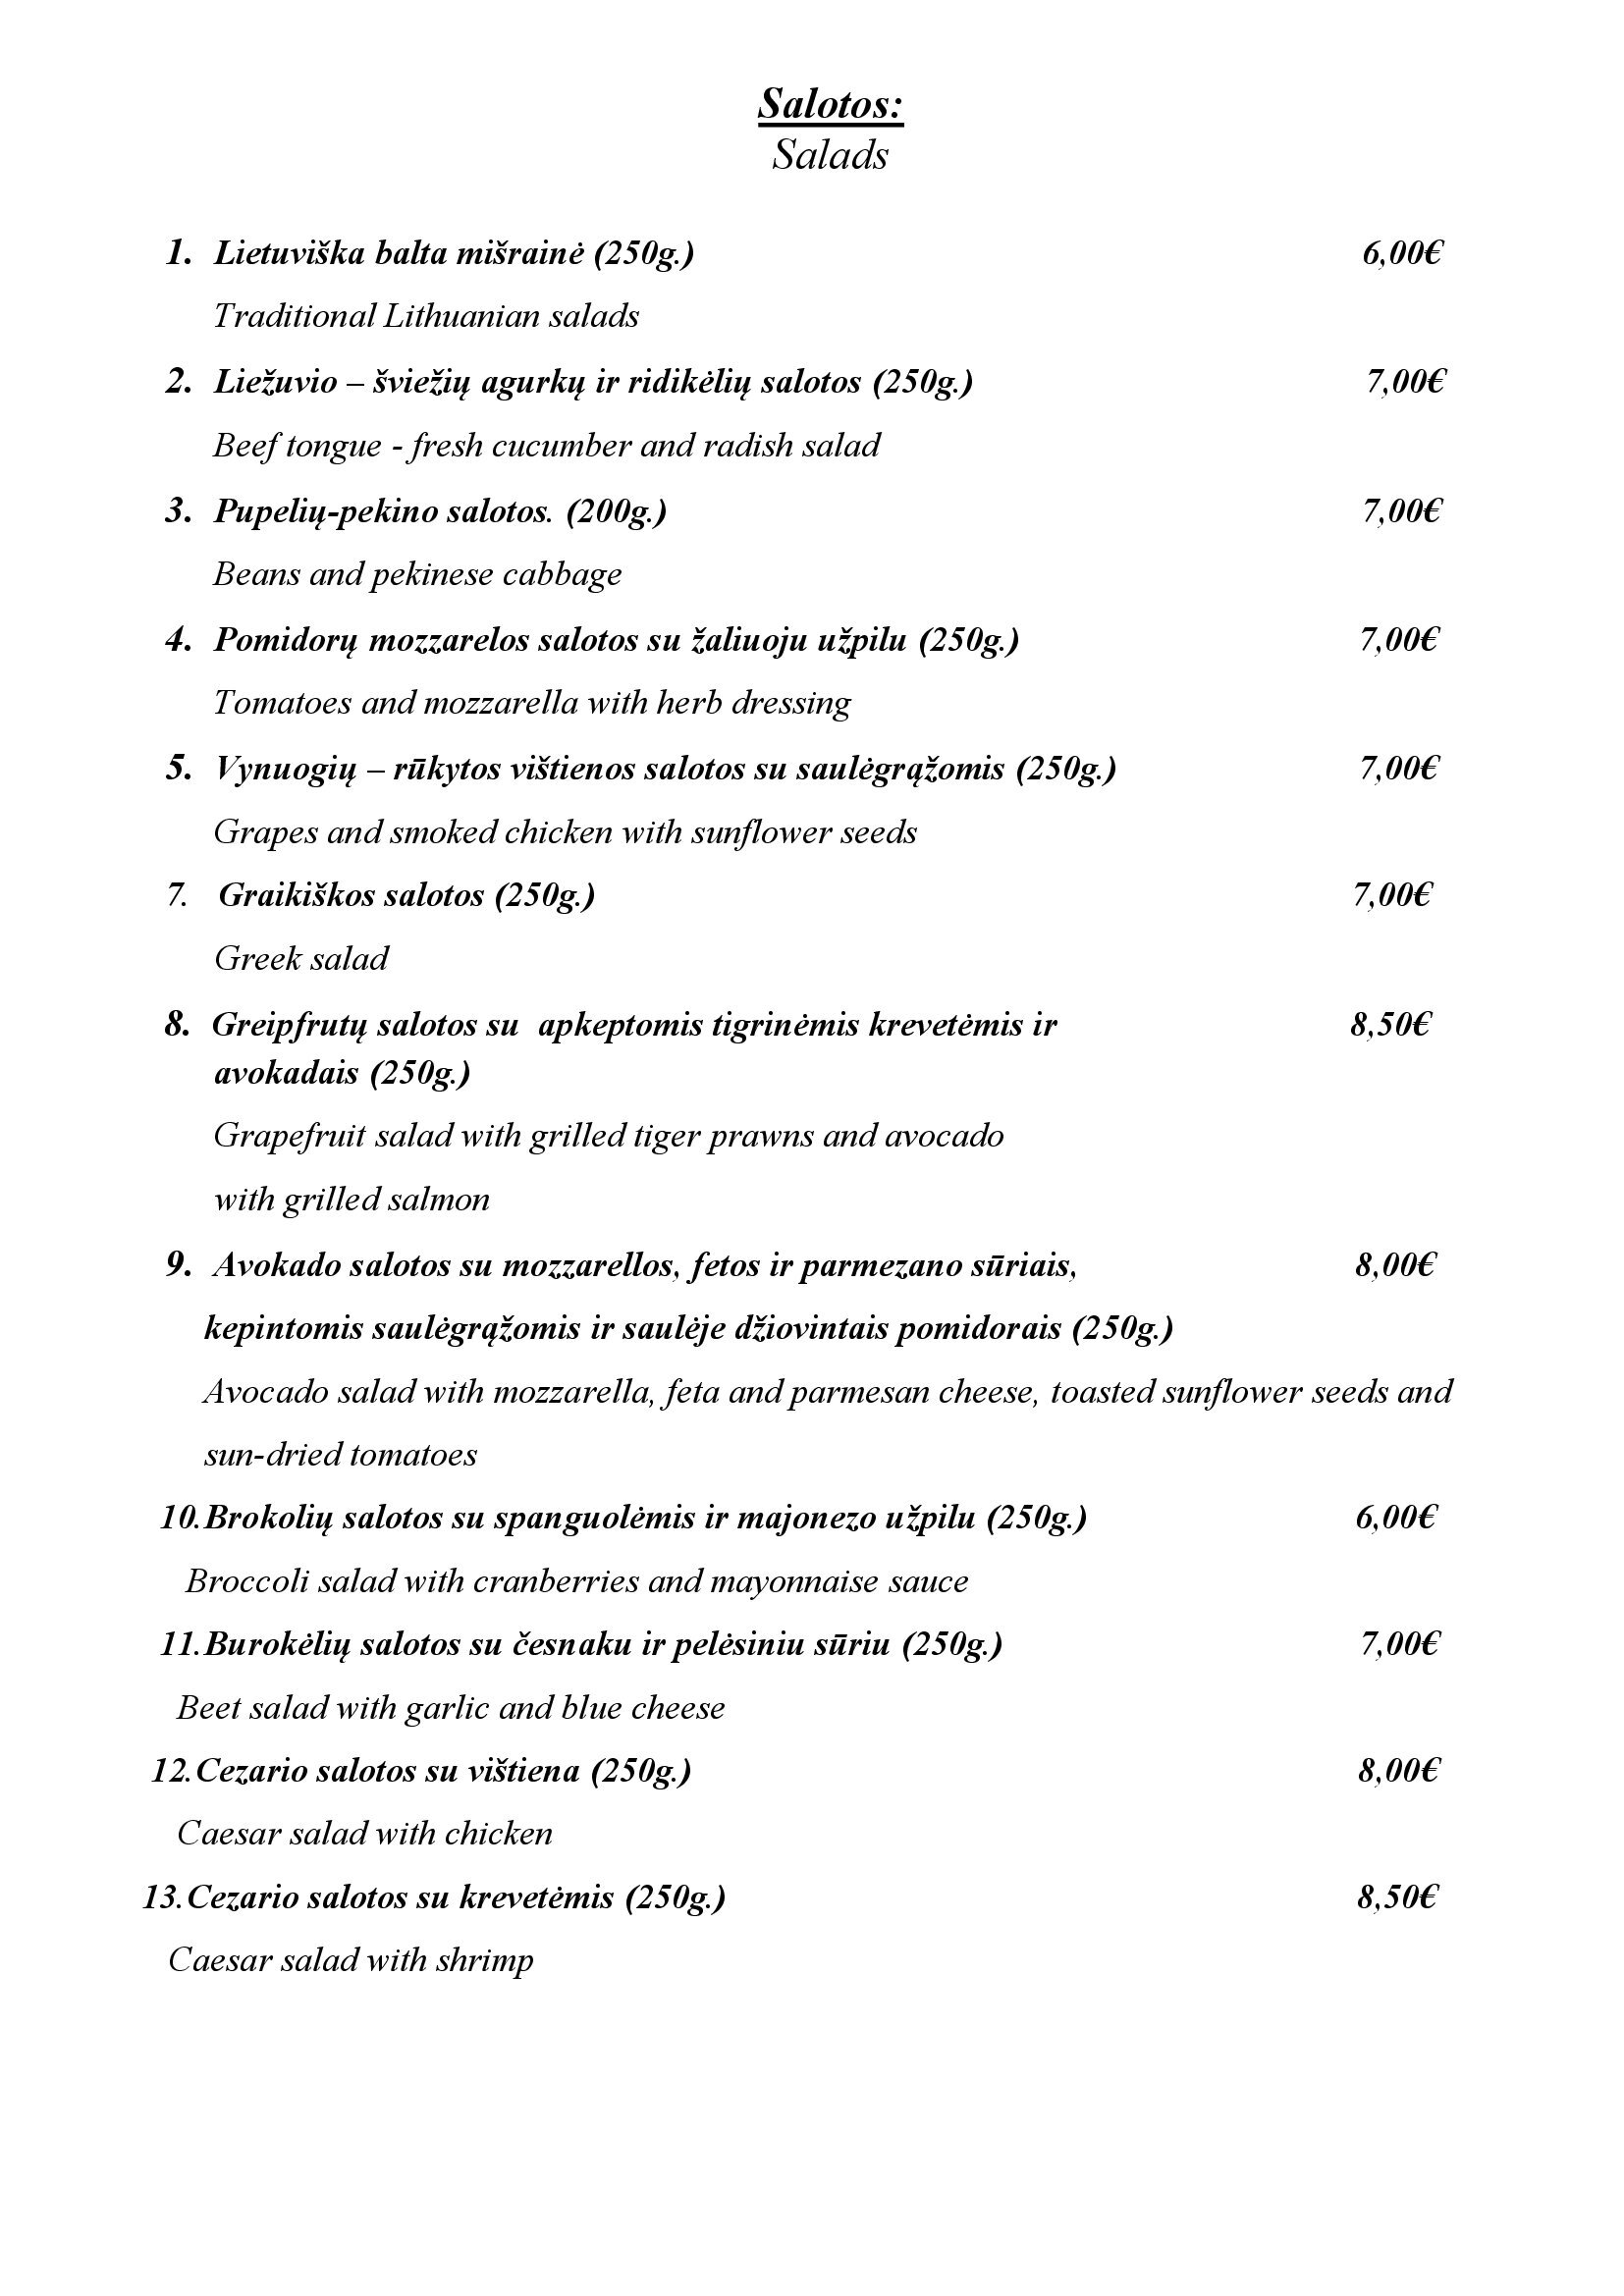 Salotos:
Salads
1. Lietuviška balta mišrainė (250g.) 6,00€
Traditional Lithuanian salads
2. Liežuvio – šviežių agurkų ir ridikėlių salotos (250g.) 7,00€
Beef tongue - fresh cucumber and radish salad
3. Pupelių-pekino salotos. (200g.) 7,00€
Beans and pekinese cabbage
4. Pomidorų mozzarelos salotos su žaliuoju užpilu (250g.) 7,00€
Tomatoes and mozzarella with herb dressing
5. Vynuogių – rūkytos vištienos salotos su saulėgrąžomis (250g.) 7,00€
Grapes and smoked chicken with sunflower seeds
7. Graikiškos salotos (250g.) 7,00€
Greek salad
8. Greipfrutų salotos su apkeptomis tigrinėmis krevetėmis ir 8,50€
avokadais (250g.)
Grapefruit salad with grilled tiger prawns and avocado
with grilled salmon
9. Avokado salotos su mozzarellos, fetos ir parmezano sūriais, 8,00€
kepintomis saulėgrąžomis ir saulėje džiovintais pomidorais (250g.)
Avocado salad with mozzarella, feta and parmesan cheese, toasted sunflower seeds and
sun-dried tomatoes
10.Brokolių salotos su spanguolėmis ir majonezo užpilu (250g.) 6,00€
Broccoli salad with cranberries and mayonnaise sauce
11.Burokėlių salotos su česnaku ir pelėsiniu sūriu (250g.) 7,00€
Beet salad with garlic and blue cheese
12.Cezario salotos su vištiena (250g.) 8,00€
Caesar salad with chicken
13.Cezario salotos su krevetėmis (250g.) 8,50€
Caesar salad with shrimp